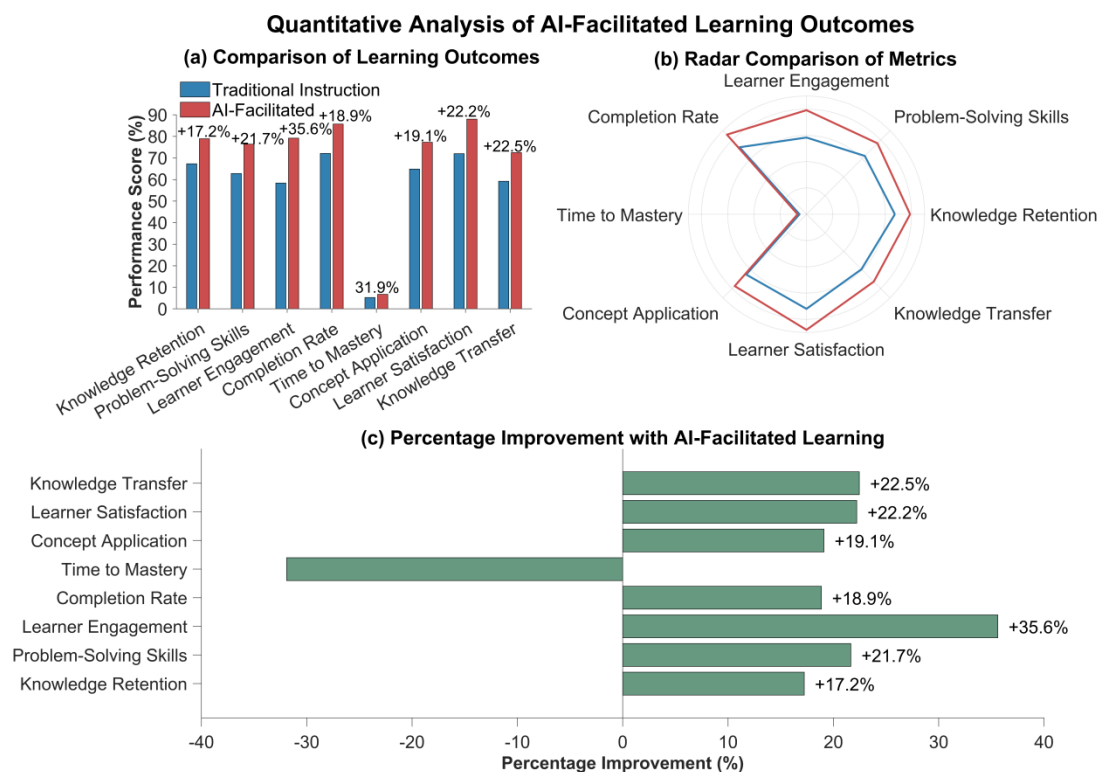 Quantitative Analysis of AI-Facilitated Learning Outcomes
(a) Comparison of Learning Outcomes
Traditional Instruction
AI-Facilitated
Performance Score (%)
90
80
70
60
50
40
30
20
10
0
+17.2%
+21.7%
+35.6%
+18.9%
31.9%
+19.1%
+22.2%
+22.5%
Knowledge Retention
Problem-Solving Skills
Learner Engagement
Completion Rate
Time to Mastery
Concept Application
Learner Satisfaction
Knowledge Transfer
(b) Radar Comparison of Metrics
Learner Engagement
Completion Rate
Problem-Solving Skills
Time to Mastery
Knowledge Retention
Concept Application
Knowledge Transfer
Learner Satisfaction
(c) Percentage Improvement with AI-Facilitated Learning
Knowledge Transfer
+22.5%
Learner Satisfaction
+22.2%
Concept Application
+19.1%
Time to Mastery
Completion Rate
+18.9%
Learner Engagement
+35.6%
Problem-Solving Skills
+21.7%
Knowledge Retention
+17.2%
-40
-30
-20
-10
0
10
20
30
40
Percentage Improvement (%)